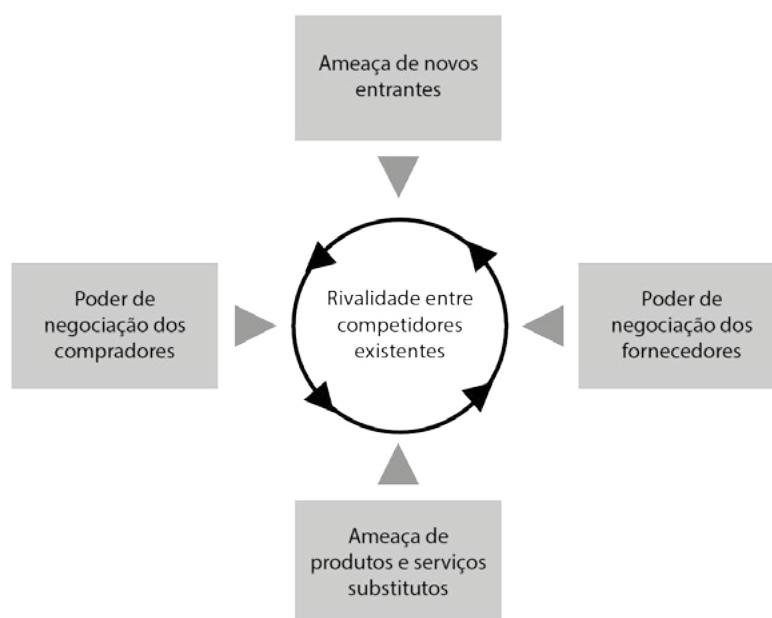 Ameaça de novos
entrantes
Poder de
negociação dos
compradores
Rivalidade entre
competidores
existentes
Poder de
negociação dos
fornecedores
Ameaça de
produtos e serviços
substitutos